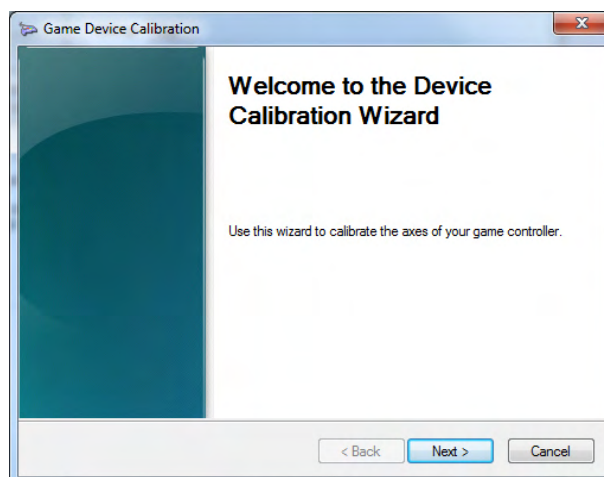 Game Device Calibration
Welcome to the Device
Calibration Wizard
Use this wizard to calibrate the axes of your game controller.
< Back
Next >
Cancel